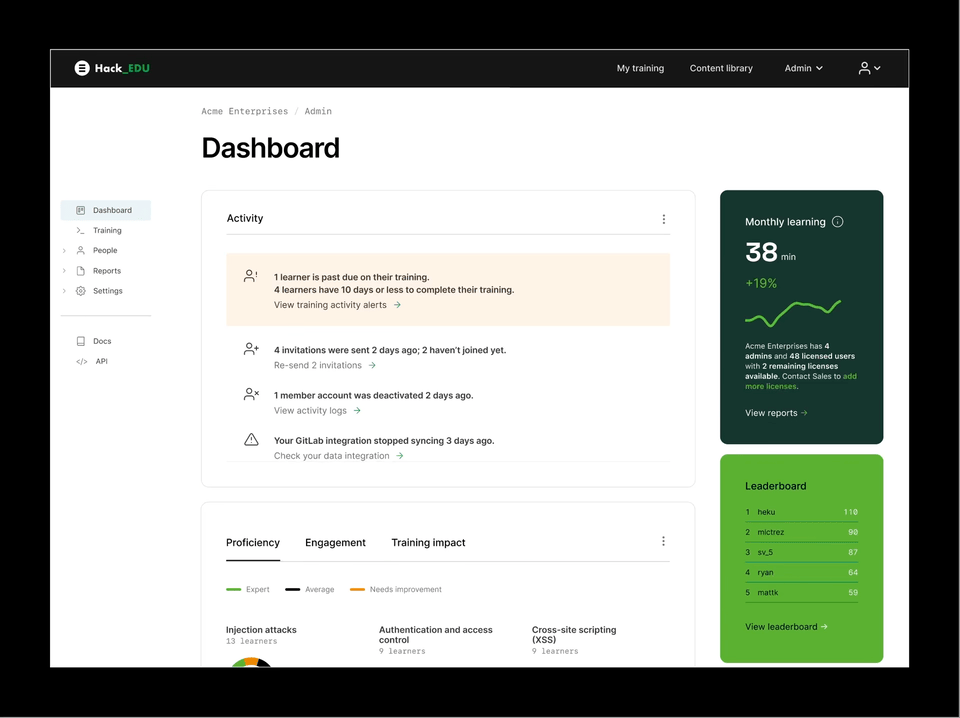 Hack_EDU
My training
Content library
Admin
Acme Enterprises / Admin
Dashboard
Dashboard
Training
People
Reports
Settings
Docs
</> API
Activity
1 learner is past due on their training.
4 learners have 10 days or less to complete their training.
View training activity alerts →
4 invitations were sent 2 days ago; 2 haven't joined yet.
Re-send 2 invitations →
1 member account was deactivated 2 days ago.
View activity logs →
Your GitLab integration stopped syncing 3 days ago.
Check your data integration →
Proficiency
Engagement
Training impact
Expert
Average
Needs improvement
Injection attacks
13 learners
Authentication and access
control
9 learners
Cross-site scripting
(XSS)
9 learners
Monthly learning
38 min
+19%
Acme Enterprises has 4
admins and 48 licensed users
with 2 remaining licenses
available. Contact Sales to add
more licenses.
View reports →
Leaderboard
1 heku 110
2 mictrez 90
3 sv_5 87
4 ryan 64
5 mattk 59
View leaderboard →